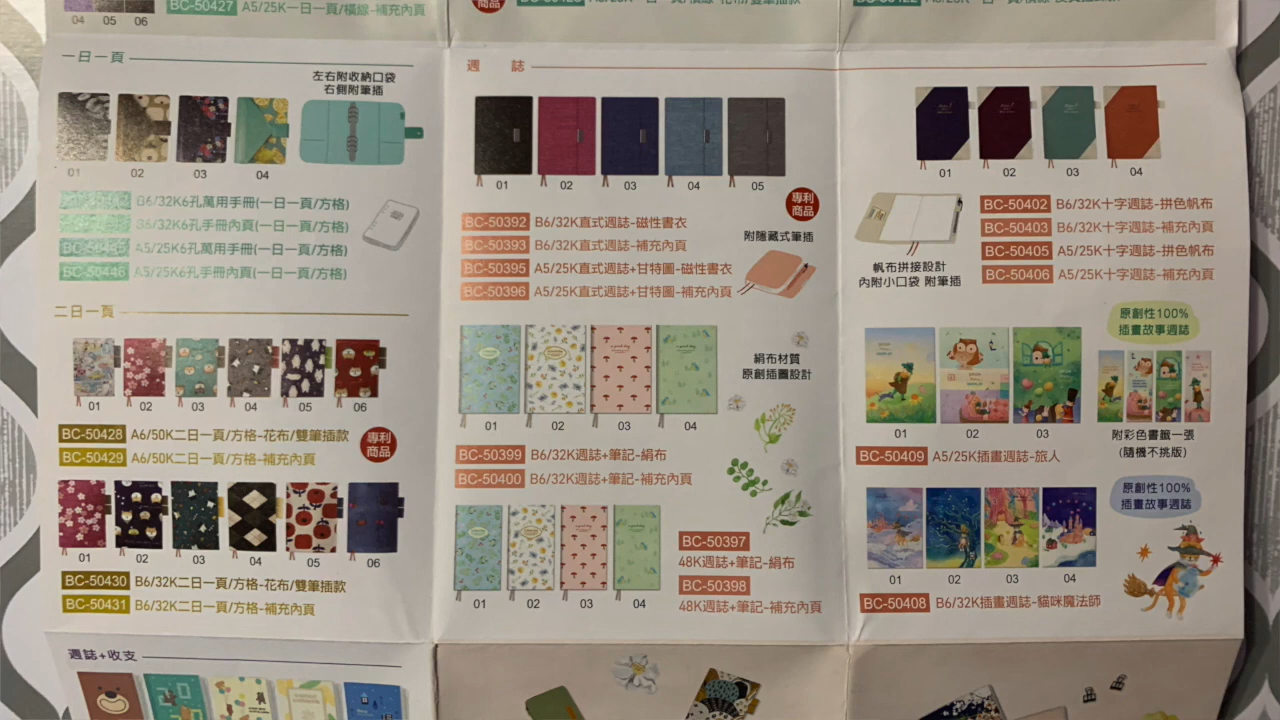 04 05 06
BC-50427 A5/25K一日一頁/橫線-補充內頁
商品
一日一頁
左右附收納口袋
右側附筆插
01 02 03 04
B6/32K6孔萬用手冊(一日一頁/方格)
B6/32K6孔手冊內頁(一日一頁/方格)
A5/25K6孔萬用手冊(一日一頁/方格)
BC-50446 A5/25K6孔手冊內頁(一日一頁/方格)
二日一頁
01 02 03 04 05 06
BC-50428 A6/50K二日一頁/方格-花布/雙筆插款
BC-50429 A6/50K二日一頁/方格-補充內頁
專利
商品
01 02 03 04 05 06
BC-50430 B6/32K二日一頁/方格-花布/雙筆插款
BC-50431 B6/32K二日一頁/方格-補充內頁
週誌+收支
週 誌
01 02 03 04 05
專利
商品
BC-50392 B6/32K直式週誌-磁性書衣
BC-50393 B6/32K直式週誌-補充內頁
BC-50395 A5/25K直式週誌+甘特圖-磁性書衣
BC-50396 A5/25K直式週誌+甘特圖-補充內頁
附隱藏式筆插
絹布材質
原創插圖設計
01 02 03 04
BC-50399 B6/32K週誌+筆記-絹布
BC-50400 B6/32K週誌+筆記-補充內頁
01 02 03 04
BC-50397
48K週誌+筆記-絹布
BC-50398
48K週誌+筆記-補充內頁
01 02 03 04
帆布拼接設計
內附小口袋 附筆插
BC-50402 B6/32K十字週誌-拼色帆布
BC-50403 B6/32K十字週誌-補充內頁
BC-50405 A5/25K十字週誌-拼色帆布
BC-50406 A5/25K十字週誌-補充內頁
原創性100%
插畫故事週誌
01 02 03
附彩色書籤一張
(隨機不挑版)
BC-50409 A5/25K插畫週誌-旅人
原創性100%
插畫故事週誌
01 02 03 04
BC-50408 B6/32K插畫週誌-貓咪魔法師